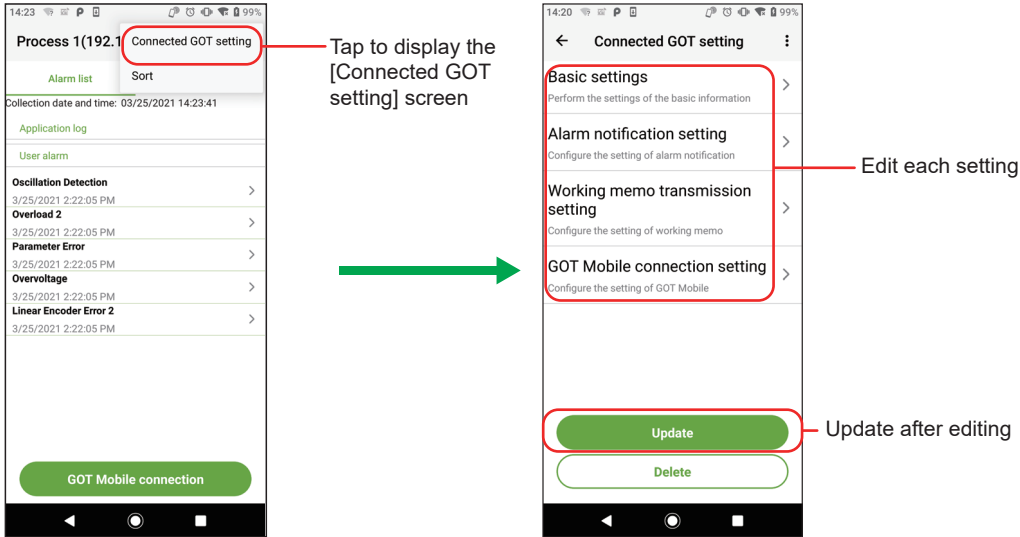 14:23
99%
Process 1(192.1
Connected GOT setting
Sort
Alarm list
Collection date and time: 03/25/2021 14:23:41
Application log
User alarm
Oscillation Detection
3/25/2021 2:22:05 PM
Overload 2
3/25/2021 2:22:05 PM
Parameter Error
3/25/2021 2:22:05 PM
Overvoltage
3/25/2021 2:22:05 PM
Linear Encoder Error 2
3/25/2021 2:22:05 PM
GOT Mobile connection
Tap to display the
[Connected GOT
setting] screen
14:20
99%
Connected GOT setting
Basic settings
Perform the settings of the basic information
Alarm notification setting
Configure the setting of alarm notification
Working memo transmission
setting
Configure the setting of working memo
GOT Mobile connection setting
Configure the setting of GOT Mobile
Edit each setting
Update
Update after editing
Delete